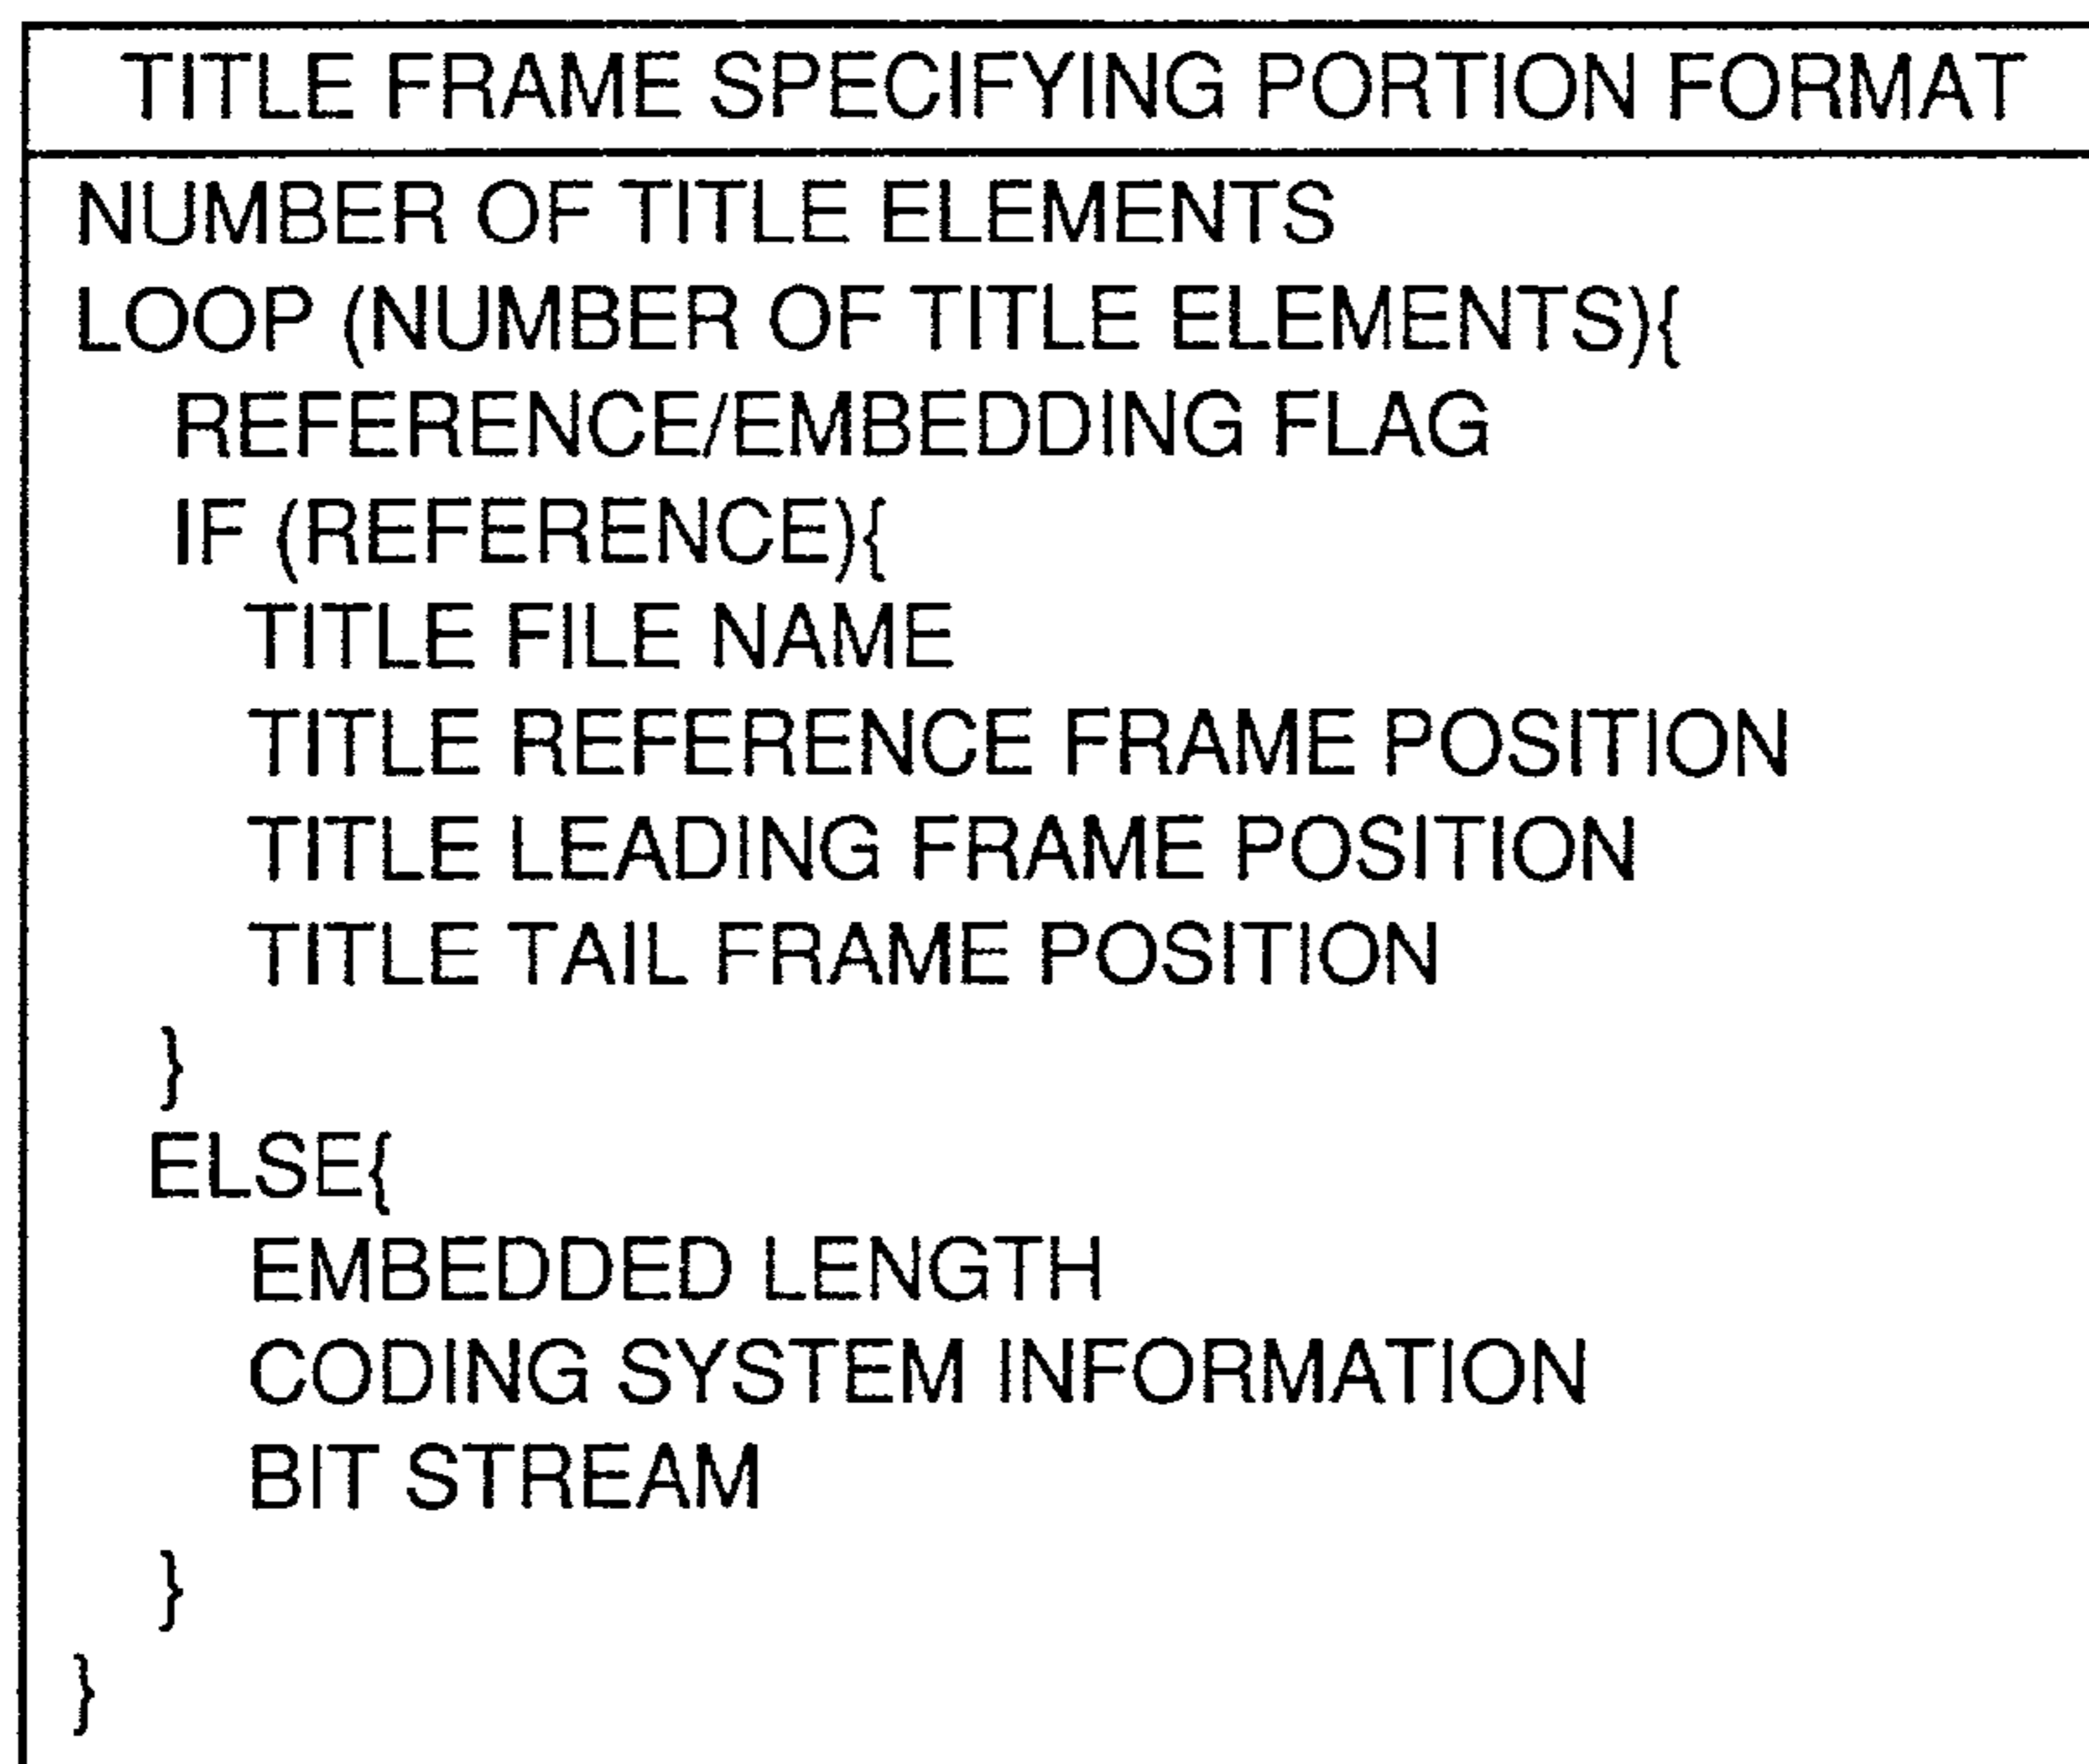 TITLE FRAME SPECIFYING PORTION FORMAT
NUMBER OF TITLE ELEMENTS
LOOP (NUMBER OF TITLE ELEMENTS){
REFERENCE/EMBEDDING FLAG
IF (REFERENCE){
TITLE FILE NAME
TITLE REFERENCE FRAME POSITION
TITLE LEADING FRAME POSITION
TITLE TAIL FRAME POSITION
}
ELSE{
EMBEDDED LENGTH
CODING SYSTEM INFORMATION
BIT STREAM
}
}